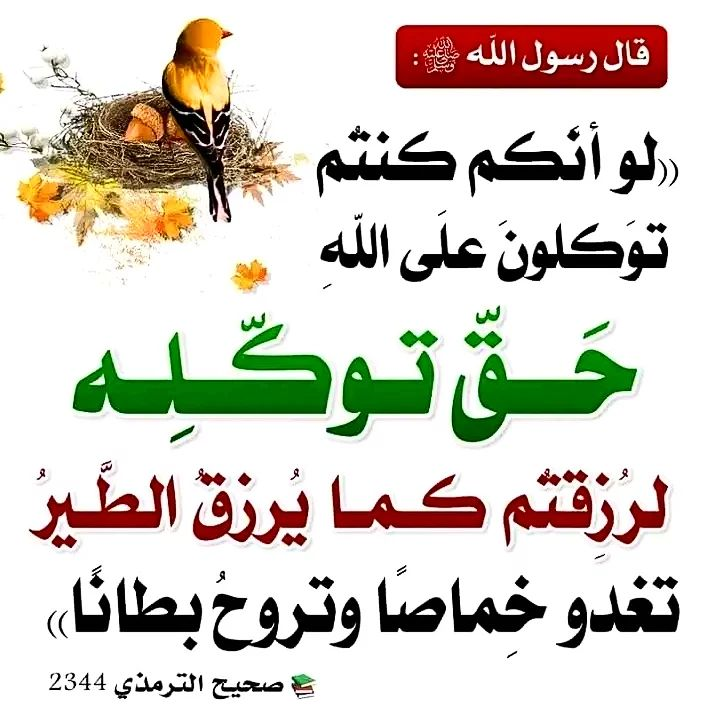 قال رسول الله ﷺ :
((لو أنكم كنتُم
توَكلونَ علَى اللَّهِ
حَقّ توكّلِه
لرُزِقتُم كما يُرزقُ الطَّيرُ
تغدو خِماصًا وتروحُ بطانًا))
صحيح الترمذي 2344